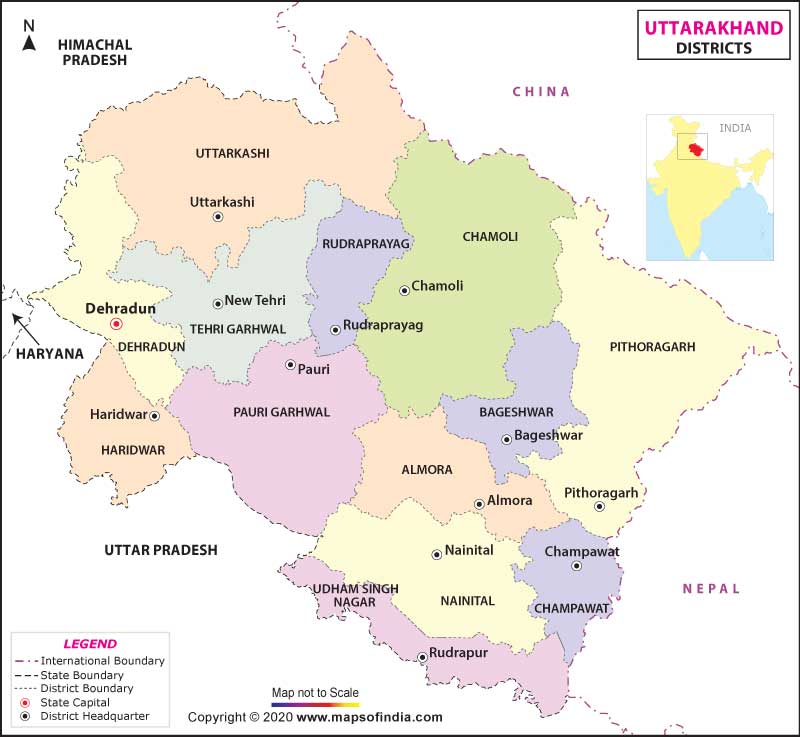 N
HIMACHAL
PRADESH
UTTARAKHAND
DISTRICTS
CHINA
INDIA
UTTARKASHI
Uttarkashi
RUDRAPRAYAG
CHAMOLI
Chamoli
New Tehri
TEHRI GARHWAL
Rudraprayag
Dehradun
DEHRADUN
HARYANA
PITHORAGARH
Pauri
PAURI GARHWAL
Haridwar
HARIDWAR
BAGESHWAR
Bageshwar
ALMORA
Almora
Pithoragarh
UTTAR PRADESH
Nainital
NAINITAL
Champawat
CHAMPAWAT
NEPAL
UDHAM SINGH
NAGAR
Rudrapur
LEGEND
International Boundary
State Boundary
District Boundary
State Capital
District Headquarter
Map not to Scale
Copyright © 2020 www.mapsofindia.com